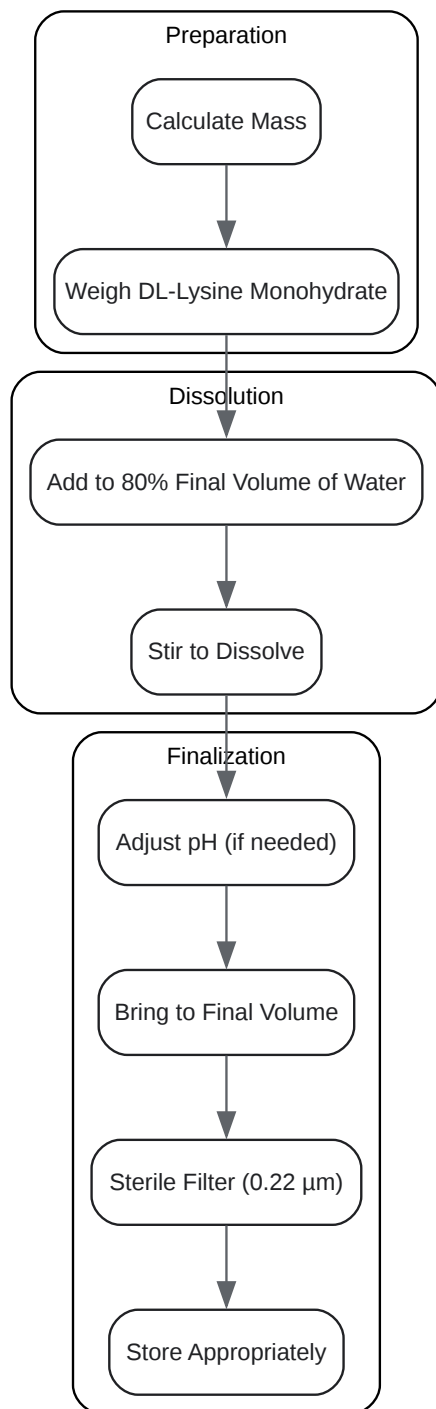 Preparation
Calculate Mass
Weigh DL-Lysine Monohydrate
Dissolution
Add to 80% Final Volume of Water
Stir to Dissolve
Finalization
Adjust pH (if needed)
Bring to Final Volume
Sterile Filter (0.22 µm)
Store Appropriately